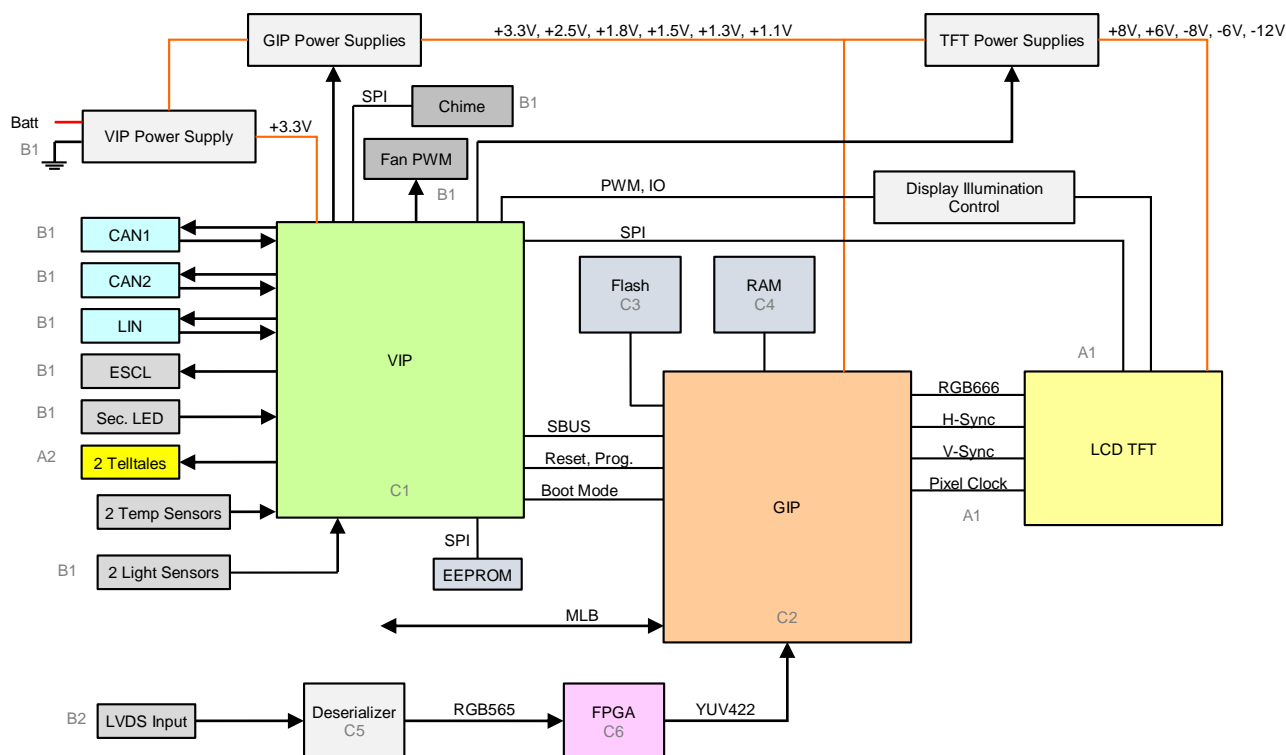 GIP Power Supplies
+3.3V, +2.5V, +1.8V, +1.5V, +1.3V, +1.1V
TFT Power Supplies
+8V, +6V, -8V, -6V, -12V
SPI
Chime
B1
Batt
VIP Power Supply
+3.3V
B1
Fan PWM
B1
PWM, IO
Display Illumination
Control
B1
CAN1
SPI
B1
CAN2
Flash
C3
RAM
C4
B1
LIN
VIP
B1
ESCL
A1
RGB666
B1
Sec. LED
H-Sync
SBUS
A2
2 Telltales
V-Sync
LCD TFT
Reset, Prog.
C1
Boot Mode
Pixel Clock
GIP
A1
2 Temp Sensors
SPI
B1
2 Light Sensors
EEPROM
MLB
C2
B2
LVDS Input
Deserializer
C5
RGB565
FPGA
C6
YUV422